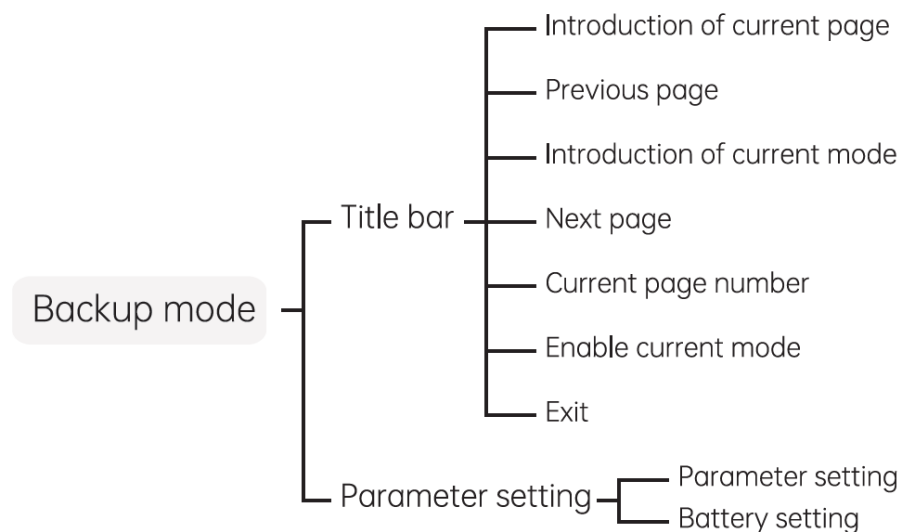 Backup mode
Title bar
Introduction of current page
Previous page
Introduction of current mode
Next page
Current page number
Enable current mode
Exit
Parameter setting
Parameter setting
Battery setting